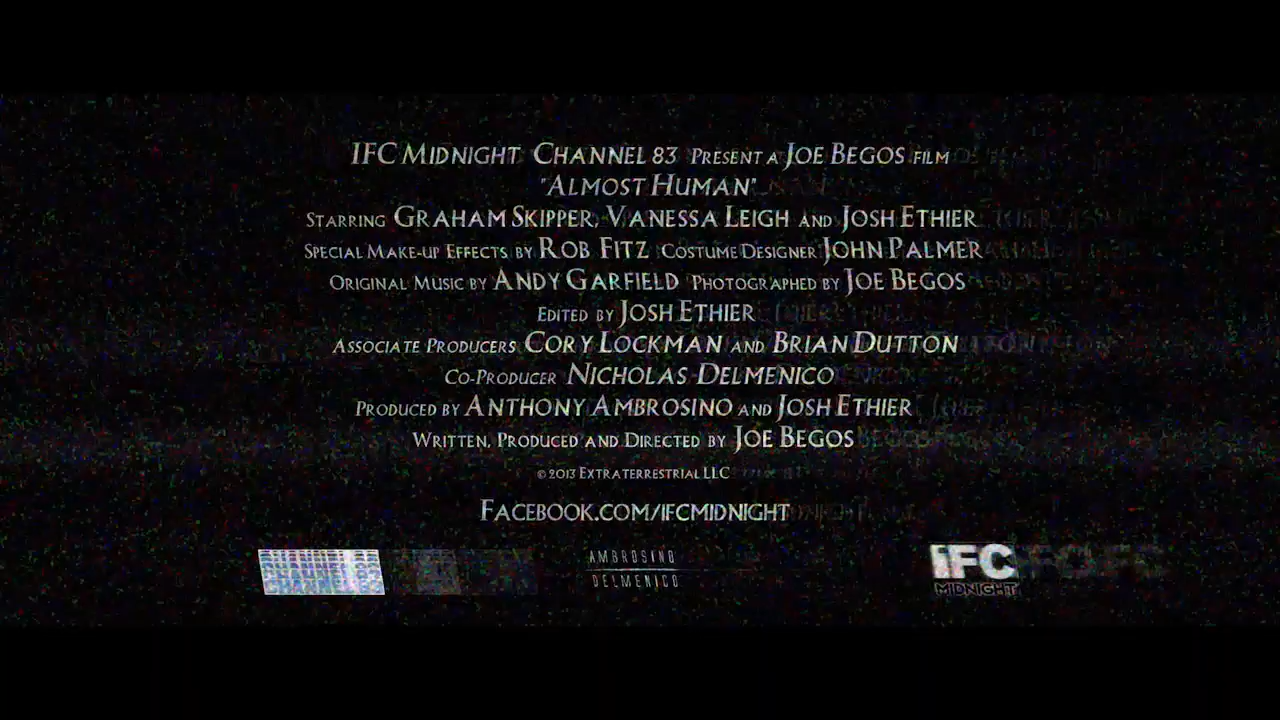 IFC MIDNIGHT CHANNEL 83 PRESENT A JOE BEGOS FILM
"ALMOST HUMAN"
STARRING GRAHAM SKIPPER, VANESSA LEIGH AND JOSH ETHIER
SPECIAL MAKE-UP EFFECTS BY ROB FITZ COSTUME DESIGNER JOHN PALMER
ORIGINAL MUSIC BY ANDY GARFIELD PHOTOGRAPHED BY JOE BEGOS
EDITED BY JOSH ETHIER
ASSOCIATE PRODUCERS CORY LOCKMAN AND BRIAN DUTTON
CO-PRODUCER NICHOLAS DELMENICO
PRODUCED BY ANTHONY AMBROSINO AND JOSH ETHIER
WRITTEN, PRODUCED AND DIRECTED BY JOE BEGOS
© 2013 EXTRATERRESTRIAL LLC
FACEBOOK.COM/IFCMIDNIGHT
CHANNEL 83
AMBROSINO
DELMENICO
IFC
MIDNIGHT